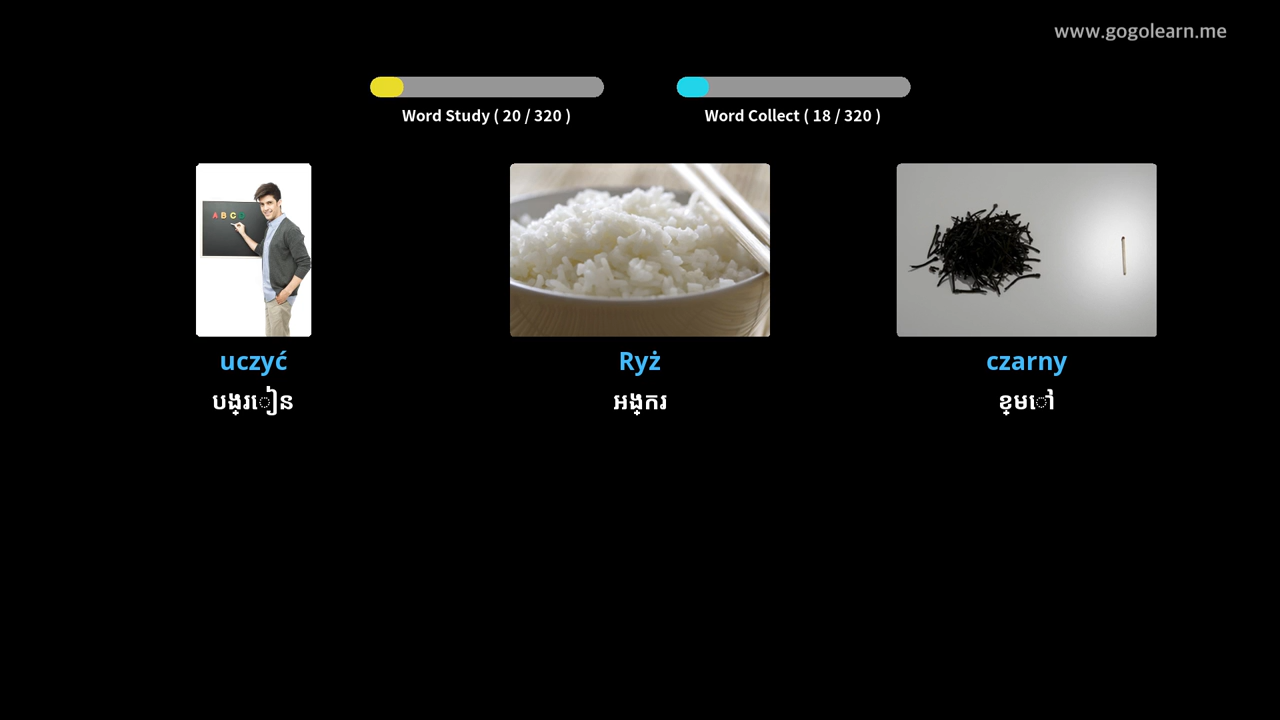 www.gogolearn.me
Word Study ( 20 / 320 )
Word Collect ( 18 / 320 )
A B C D
uczyć
Ryż
czarny
បង្រៀន
អង្ករ
ខ្មៅ